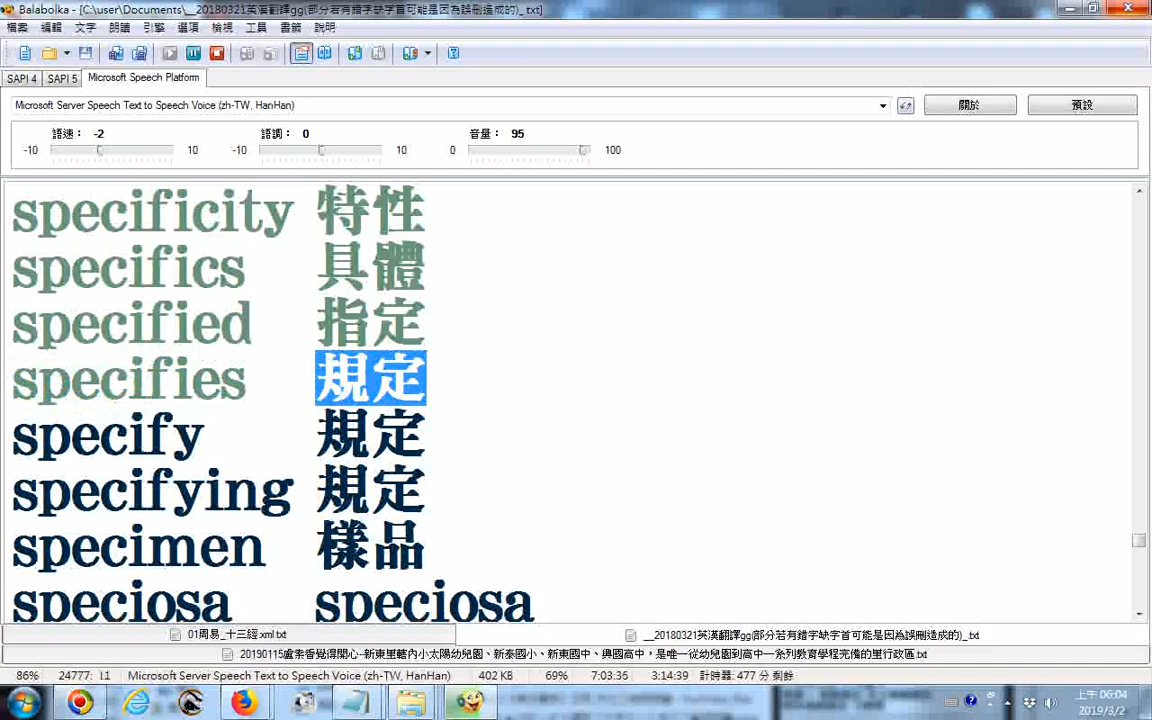 Balabolka - [C:\user\Documents\__20180321英漢翻譯gg(部分若有錯字缺字首可能是因為誤刪造成的)_.txt]
檔案 編輯 文字 朗讀 引擎 選項 檢視 工具 書籤 說明
SAPI 4 SAPI 5 Microsoft Speech Platform
Microsoft Server Speech Text to Speech Voice (zh-TW, HanHan) 關於 預設
語速: -2 語調: 0 音量: 95
-10 10 -10 10 0 100
specificity 特性
specifics 具體
specified 指定
specifies 規定
specify 規定
specifying 規定
specimen 樣品
speciosa speciosa
01周易_十三經.xml.txt __20180321英漢翻譯gg(部分若有錯字缺字首可能是因為誤刪造成的)_.txt
20190115盧素香覺得開心--新東里轄內小太陽幼兒園、新泰國小、新東國中、興國高中，是唯一從幼兒園到高中一系列教育學程完備的里行政區.txt
86% 24777: 11 Microsoft Server Speech Text to Speech Voice (zh-TW, HanHan) 402 KB 69% 7:03:36 3:14:39 計時器: 477 分 剩餘
上午 06:04
2019/3/2